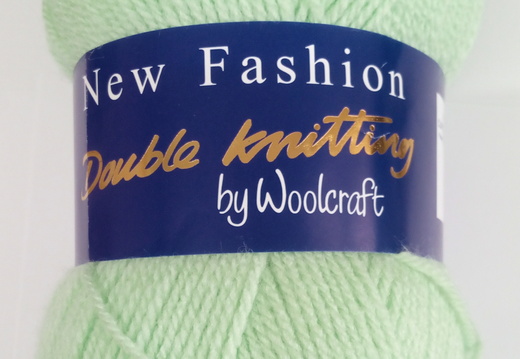 New Fashion
Double Knitting
by Woolcraft